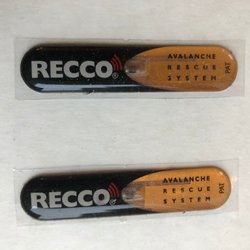 RECCO®
AVALANCHE
RESCUE
SYSTEM
PAT
RECCO®
AVALANCHE
RESCUE
SYSTEM
PAT